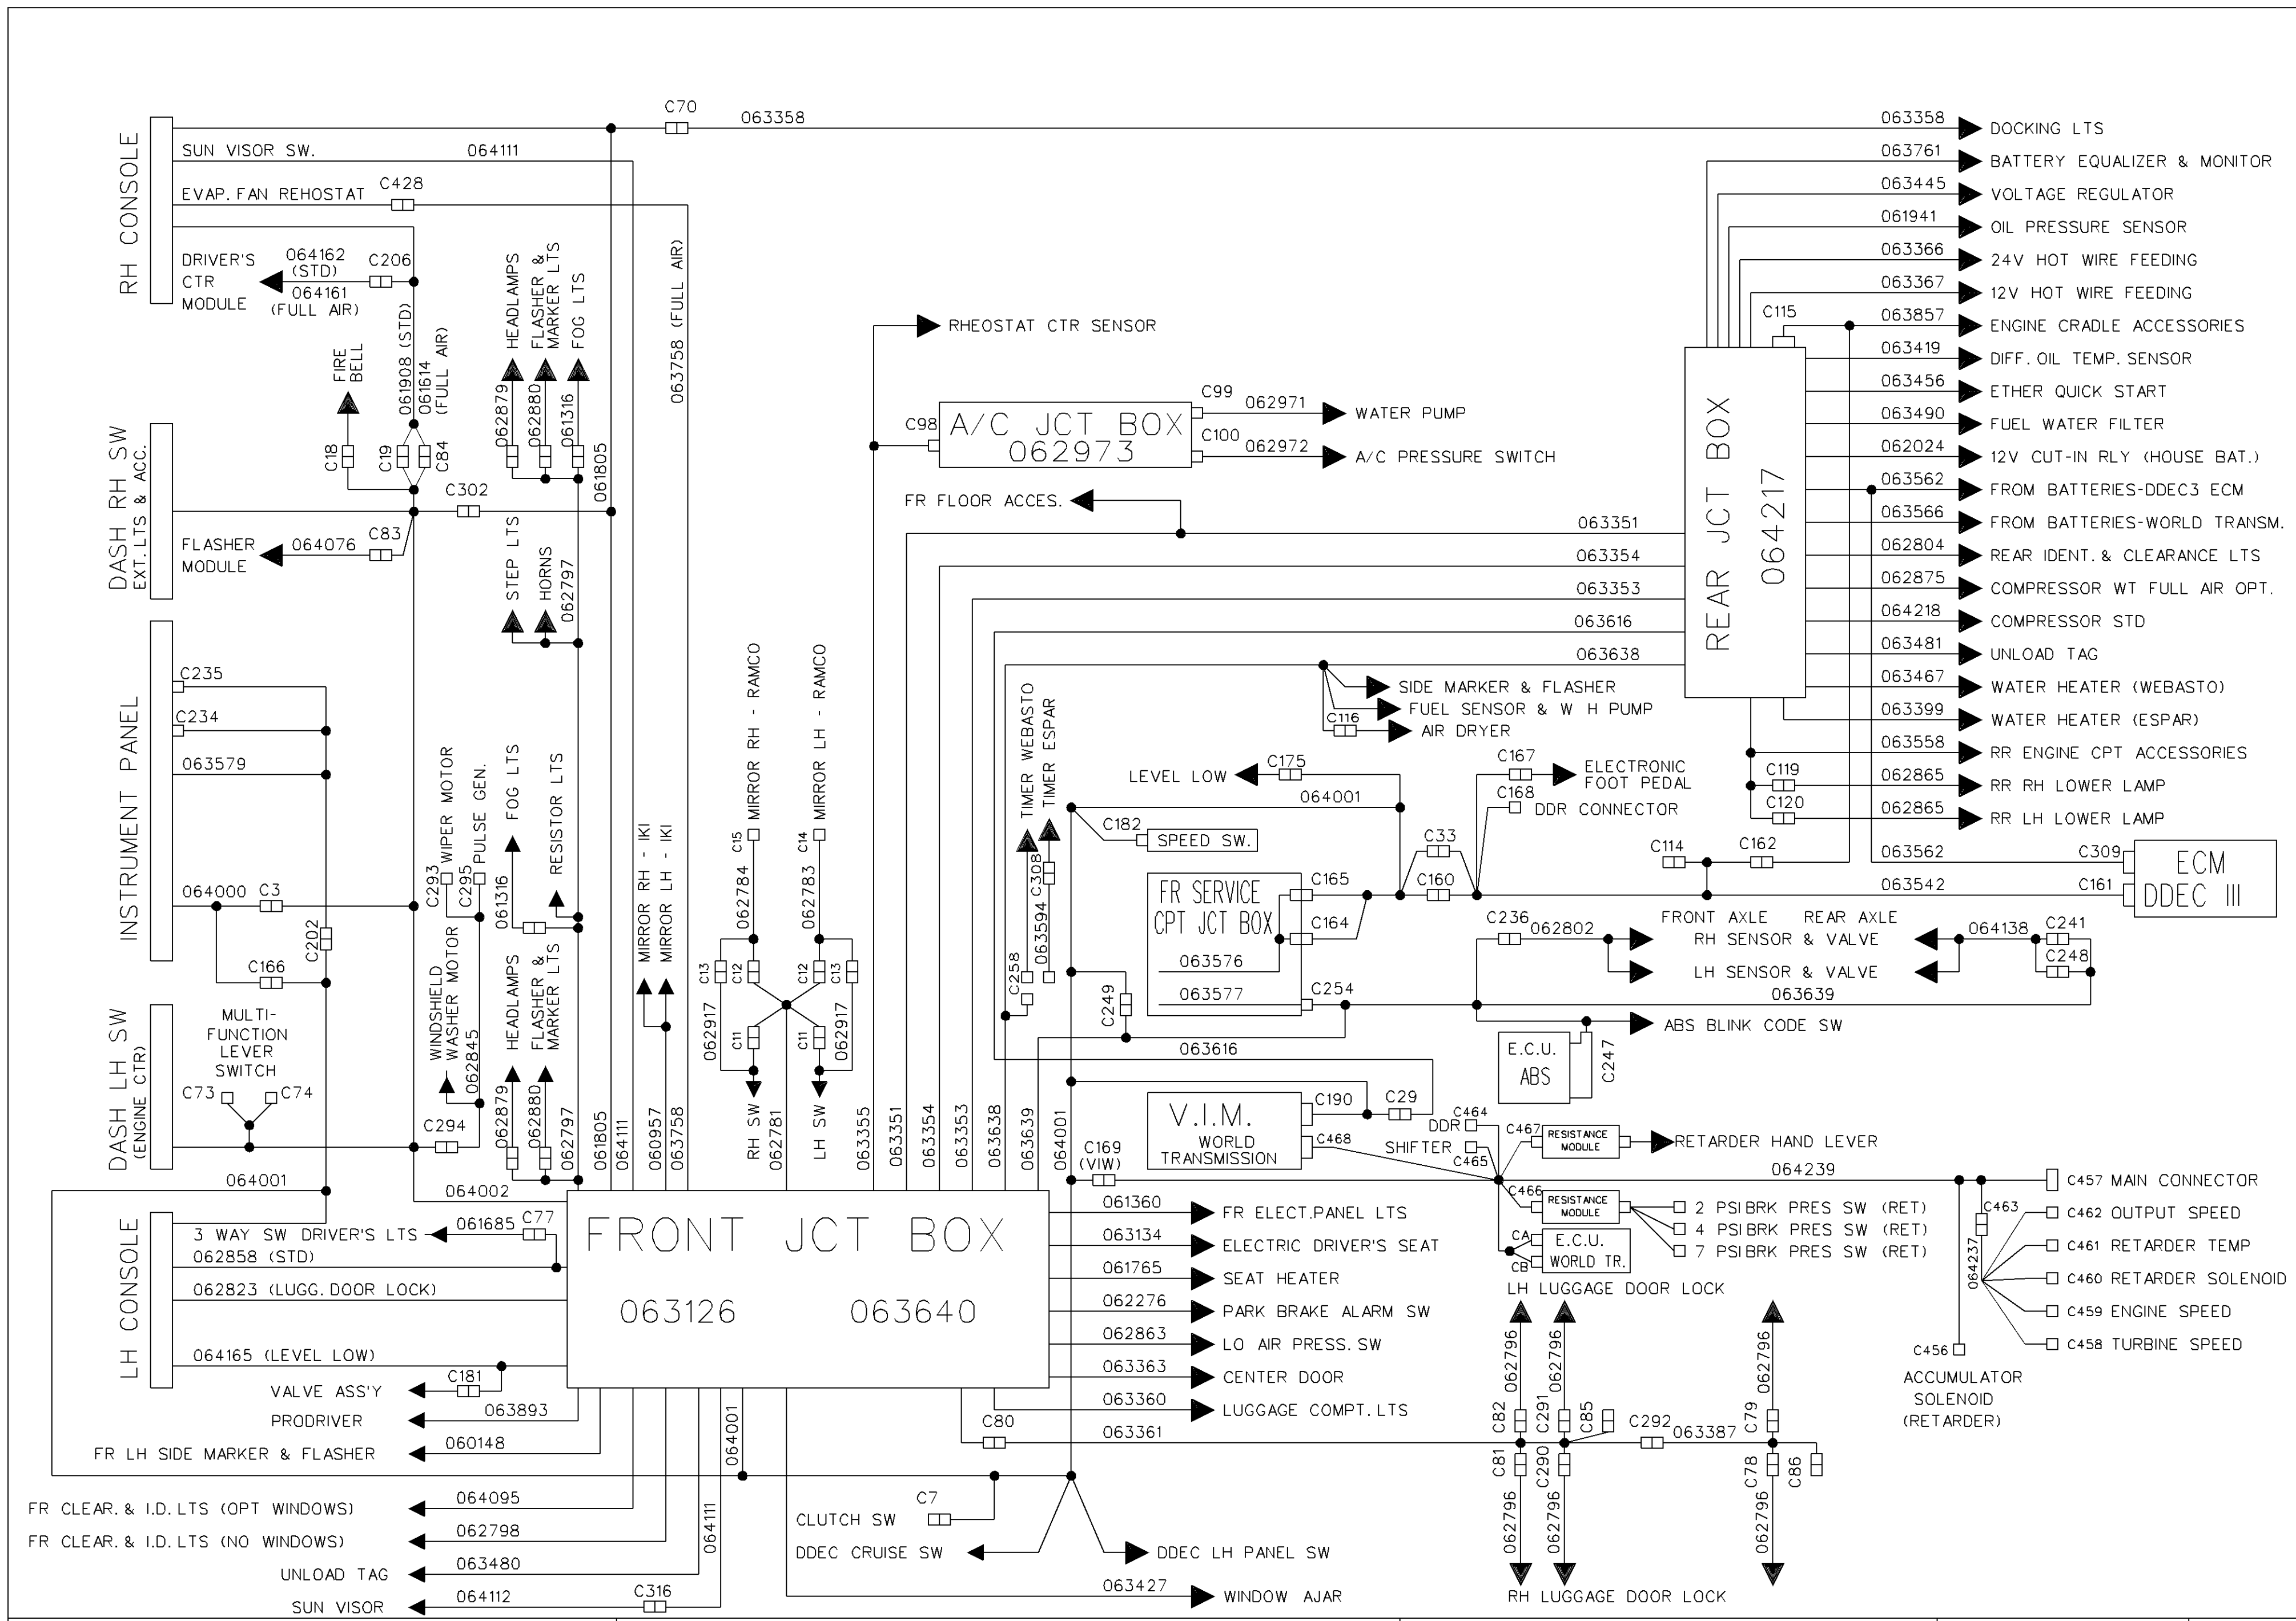 C70
063358
063358
DOCKING LTS
RH CONSOLE
SUN VISOR SW.
064111
063761
BATTERY EQUALIZER & MONITOR
EVAP. FAN REHOSTAT
C428
063445
VOLTAGE REGULATOR
061941
OIL PRESSURE SENSOR
063366
24V HOT WIRE FEEDING
063367
12V HOT WIRE FEEDING
C115
063857
ENGINE CRADLE ACCESSORIES
063419
DIFF. OIL TEMP. SENSOR
063456
ETHER QUICK START
063490
FUEL WATER FILTER
062024
12V CUT-IN RLY (HOUSE BAT.)
063562
FROM BATTERIES-DDEC3 ECM
063566
FROM BATTERIES-WORLD TRANSM.
062804
REAR IDENT. & CLEARANCE LTS
062875
COMPRESSOR WT FULL AIR OPT.
064218
COMPRESSOR STD
063481
UNLOAD TAG
063467
WATER HEATER (WEBASTO)
063399
WATER HEATER (ESPAR)
063558
RR ENGINE CPT ACCESSORIES
C119
062865
RR RH LOWER LAMP
C120
062865
RR LH LOWER LAMP
REAR JCT BOX
064217
DRIVER'S
CTR
MODULE
064162
(STD)
064161
(FULL AIR)
C206
FIRE
BELL
061908 (STD)
061614
(FULL AIR)
C18
C19
C84
HEADLAMPS
FLASHER &
MARKER LTS
FOG LTS
062879
062880
061316
061805
063758 (FULL AIR)
RHEOSTAT CTR SENSOR
C98
A/C JCT BOX
062973
C99
062971
WATER PUMP
C100
062972
A/C PRESSURE SWITCH
FR FLOOR ACCES.
063351
063354
063353
063616
063638
DASH RH SW
EXT. LTS & ACC.
C302
FLASHER
MODULE
064076
C83
STEP LTS
HORNS
062797
INSTRUMENT PANEL
C235
C234
063579
064000
C3
C202
C166
SIDE MARKER & FLASHER
FUEL SENSOR & W H PUMP
C116
AIR DRYER
TIMER WEBASTO
TIMER ESPAR
C308
063594
C258
LEVEL LOW
C175
064001
C182
SPEED SW.
C167
ELECTRONIC
FOOT PEDAL
C168
DDR CONNECTOR
C33
C160
C114
C162
063562
C309
063542
C161
ECM
DDEC III
FR SERVICE
CPT JCT BOX
C165
C164
063576
063577
C254
C249
C236
062802
FRONT AXLE
REAR AXLE
RH SENSOR & VALVE
LH SENSOR & VALVE
064138
C241
C248
063639
ABS BLINK CODE SW
E.C.U.
ABS
C247
063616
C293
WIPER MOTOR
C295
PULSE GEN.
WINDSHIELD
WASHER MOTOR
062845
FOG LTS
061316
RESISTOR LTS
HEADLAMPS
FLASHER &
MARKER LTS
062879
062880
062797
061805
064111
060957
063758
MIRROR RH - IKI
MIRROR LH - IKI
MIRROR RH - RAMCO
C15
062784
MIRROR LH - RAMCO
C14
062783
C13
C12
C12
C13
062917
C11
C11
062917
RH SW
062781
LH SW
063355
063351
063354
063353
063638
063639
064001
DASH LH SW
(ENGINE CTR)
MULTI-
FUNCTION
LEVER
SWITCH
C73
C74
C294
064001
064002
V.I.M.
WORLD
TRANSMISSION
C190
C29
C468
DDR
C464
SHIFTER
C465
C467
RESISTANCE
MODULE
RETARDER HAND LEVER
C169
(VIW)
064239
C457 MAIN CONNECTOR
C466
RESISTANCE
MODULE
2 PSI BRK PRES SW (RET)
4 PSI BRK PRES SW (RET)
7 PSI BRK PRES SW (RET)
CA
CB
E.C.U.
WORLD TR.
C463
064237
C462 OUTPUT SPEED
C461 RETARDER TEMP
C460 RETARDER SOLENOID
C459 ENGINE SPEED
C458 TURBINE SPEED
C456
ACCUMULATOR
SOLENOID
(RETARDER)
LH CONSOLE
3 WAY SW DRIVER'S LTS
061685
C77
062858 (STD)
062823 (LUGG. DOOR LOCK)
064165 (LEVEL LOW)
C181
VALVE ASS'Y
063893
PRODRIVER
060148
FR LH SIDE MARKER & FLASHER
FRONT JCT BOX
063126
063640
061360
FR ELECT. PANEL LTS
063134
ELECTRIC DRIVER'S SEAT
061765
SEAT HEATER
062276
PARK BRAKE ALARM SW
062863
LO AIR PRESS. SW
063363
CENTER DOOR
063360
LUGGAGE COMPT. LTS
C80
063361
LH LUGGAGE DOOR LOCK
062796
062796
062796
C82
C291
C85
C292
063387
C79
C81
C290
C78
C86
062796
062796
062796
RH LUGGAGE DOOR LOCK
064001
064095
FR CLEAR. & I.D. LTS (OPT WINDOWS)
062798
FR CLEAR. & I.D. LTS (NO WINDOWS)
063480
UNLOAD TAG
064112
C316
SUN VISOR
064111
C7
CLUTCH SW
DDEC CRUISE SW
DDEC LH PANEL SW
063427
WINDOW AJAR